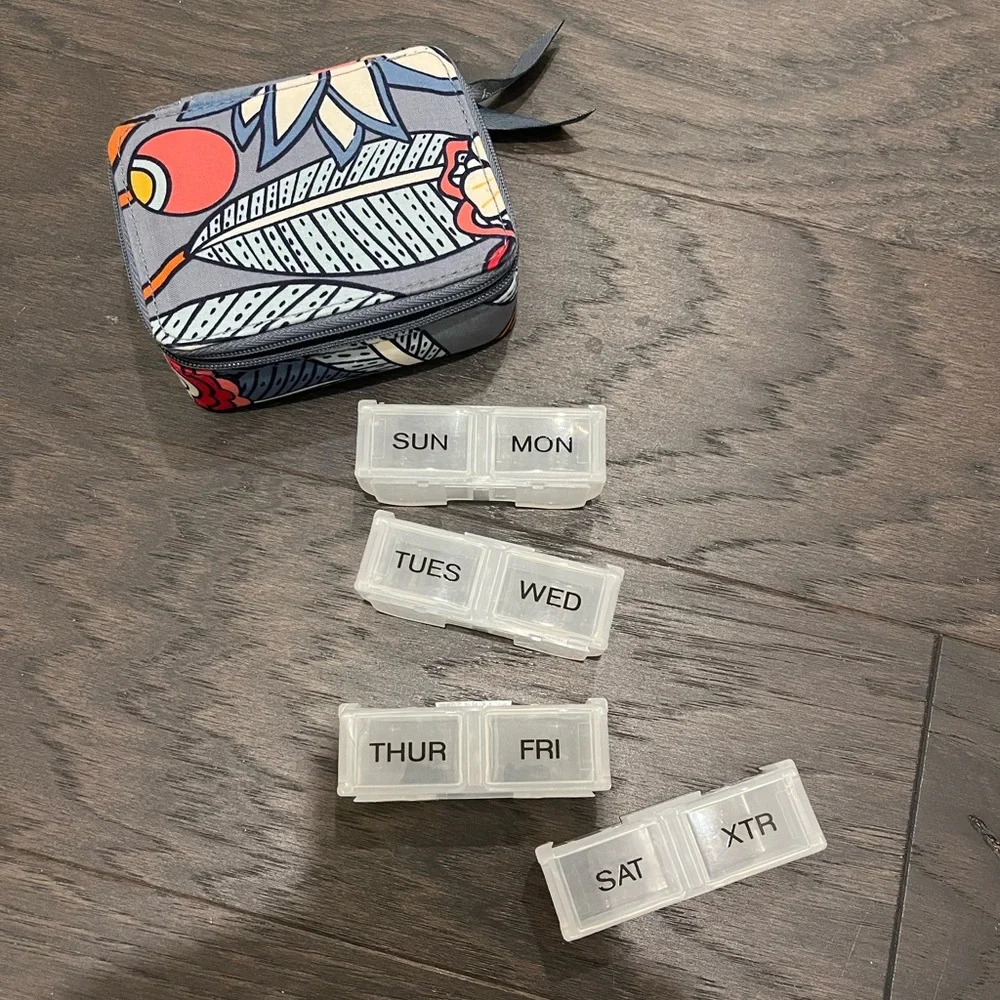 SUN MON
TUES WED
THUR FRI
SAT XTR